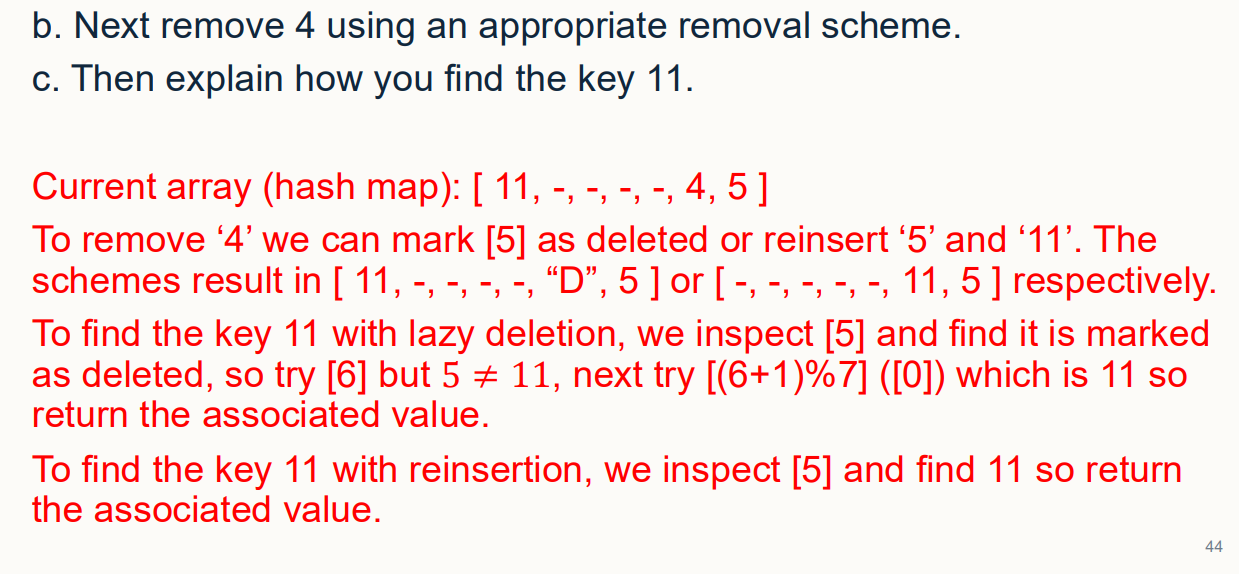 b. Next remove 4 using an appropriate removal scheme.
c. Then explain how you find the key 11.
Current array (hash map): [ 11, -, -, -, -, 4, 5 ]
To remove ‘4’ we can mark [5] as deleted or reinsert ‘5’ and ‘11’. The
schemes result in [ 11, -, -, -, -, “D”, 5 ] or [ -, -, -, -, -, 11, 5 ] respectively.
To find the key 11 with lazy deletion, we inspect [5] and find it is marked
as deleted, so try [6] but 5 ≠ 11, next try [(6+1)%7] ([0]) which is 11 so
return the associated value.
To find the key 11 with reinsertion, we inspect [5] and find 11 so return
the associated value.
44